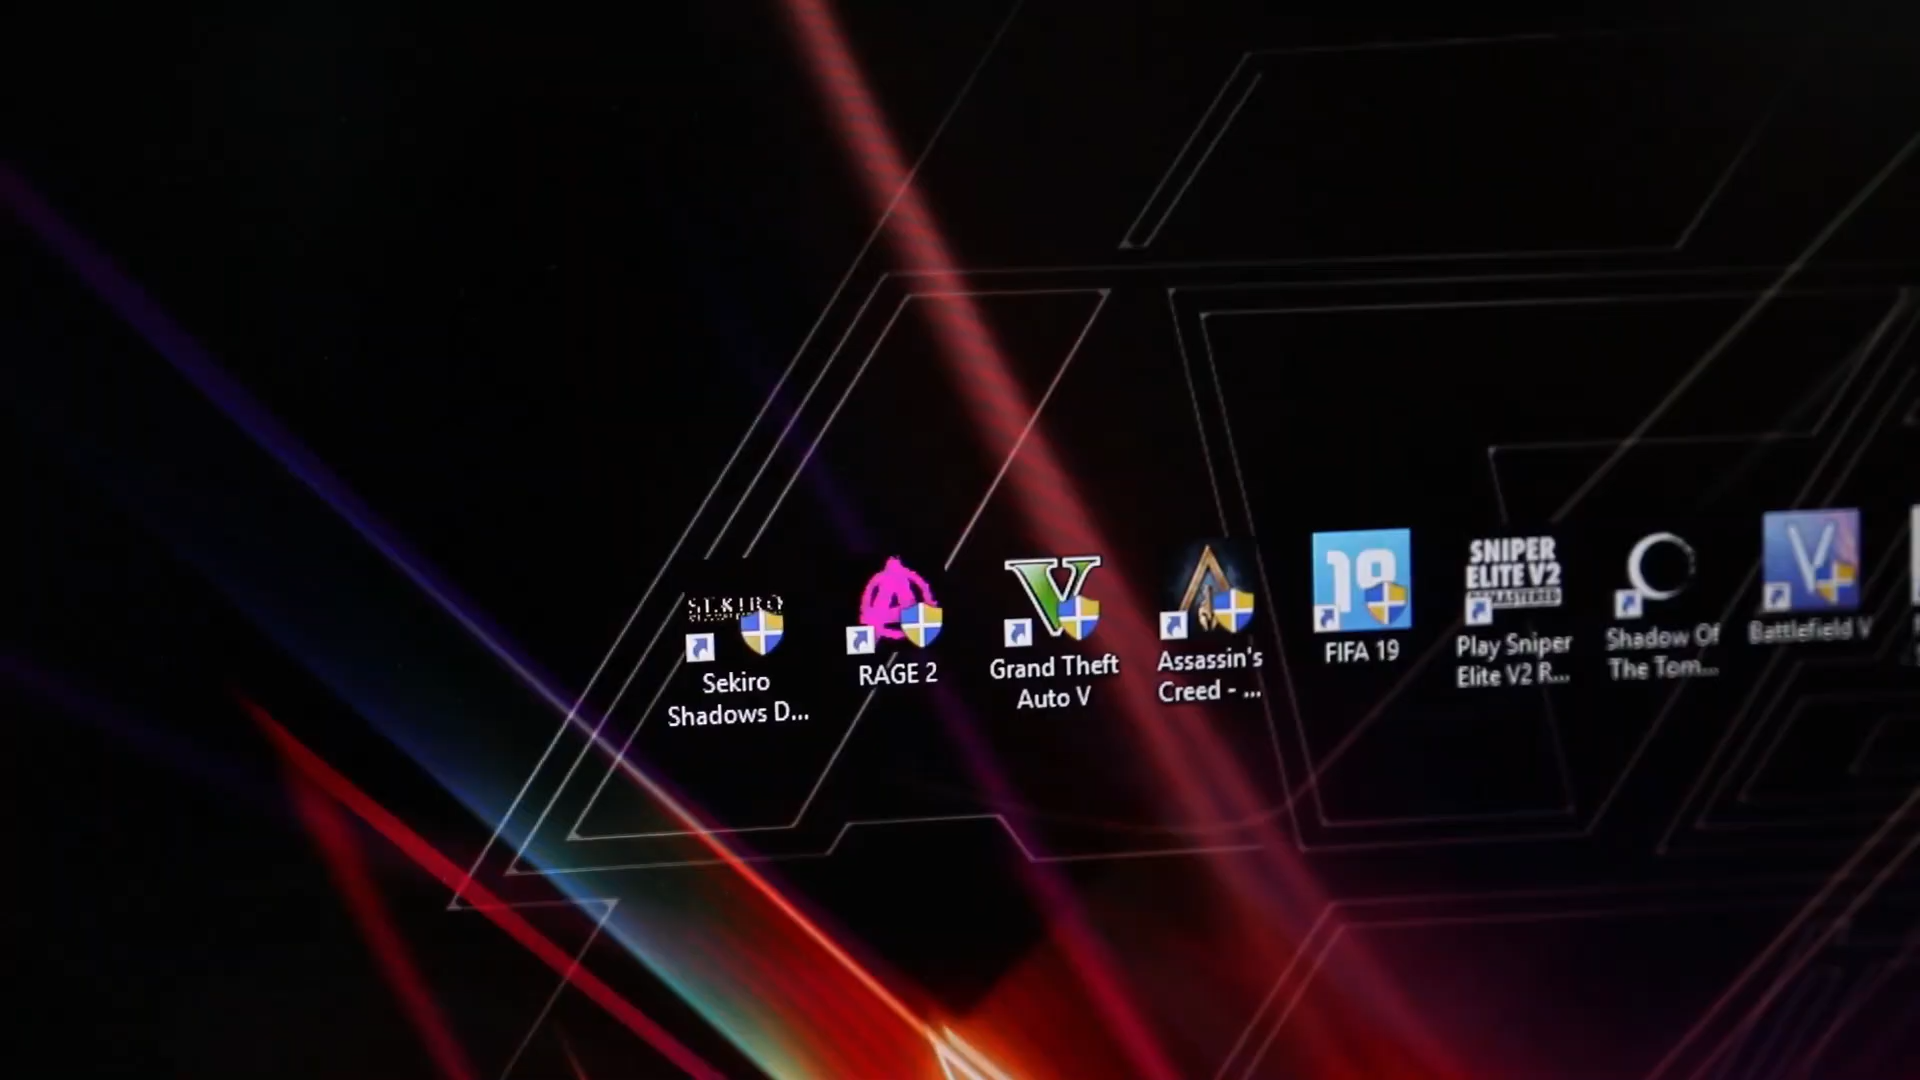 SEKIRO
Sekiro
Shadows D...
RAGE 2
V
Grand Theft
Auto V
Assassin's
Creed - ...
19
FIFA 19
SNIPER
ELITE V2
REMASTERED
Play Sniper
Elite V2 R...
Shadow Of
The Tom...
V
Battlefield V